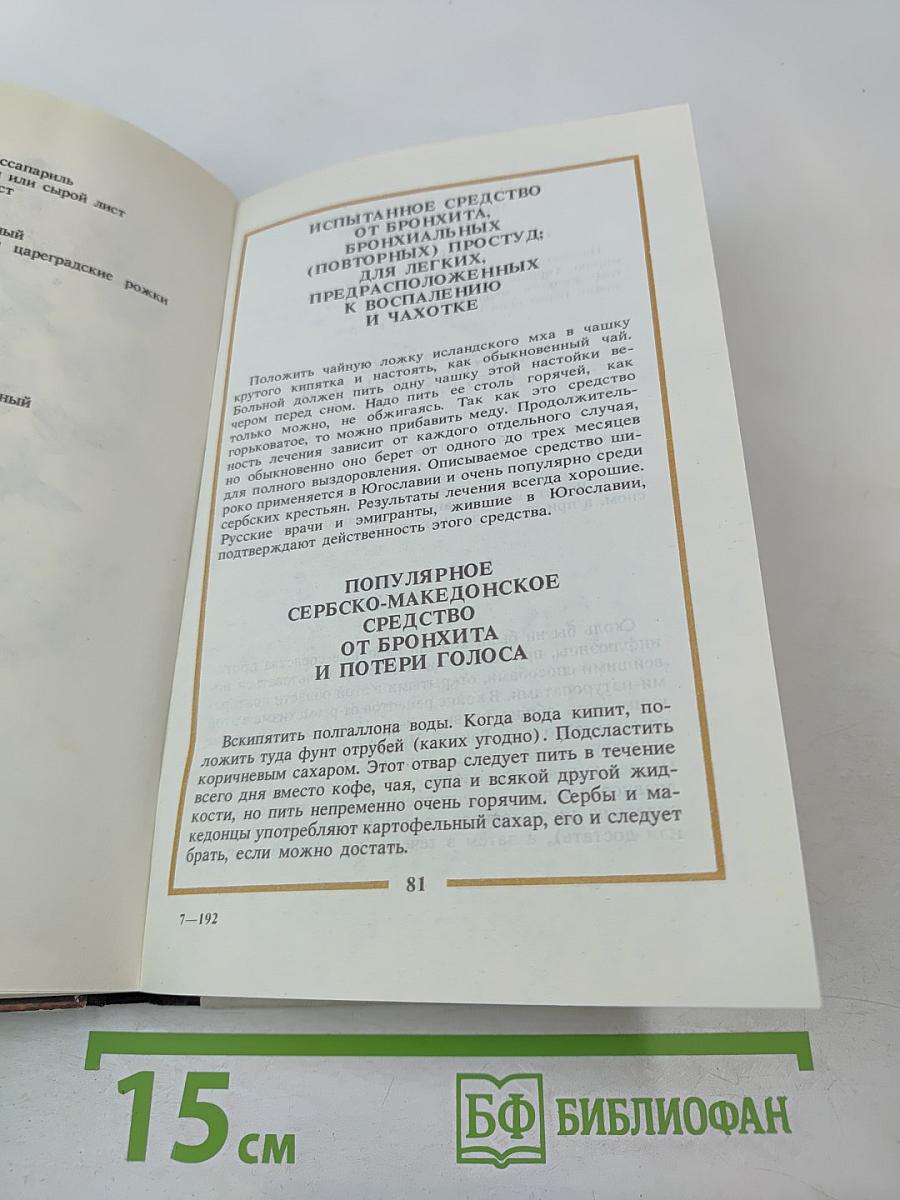 ссапариль
или сырой лист
ст
ный
цареградские рожки
ный
ИСПЫТАННОЕ СРЕДСТВО
ОТ БРОНХИТА,
БРОНХИАЛЬНЫХ
(ПОВТОРНЫХ) ПРОСТУД;
ДЛЯ ЛЕГКИХ,
ПРЕДРАСПОЛОЖЕННЫХ
К ВОСПАЛЕНИЮ
И ЧАХОТКЕ
Положить чайную ложку исландского мха в чашку
крутого кипятка и настоять, как обыкновенный чай.
Больной должен пить одну чашку этой настойки ве-
чером перед сном. Надо пить ее столь горячей, как
только можно, не обжигаясь. Так как это средство
горьковатое, то можно прибавить меду. Продолжитель-
ность лечения зависит от каждого отдельного случая,
но обыкновенно оно берет от одного до трех месяцев
для полного выздоровления. Описываемое средство ши-
роко применяется в Югославии и очень популярно среди
сербских крестьян. Результаты лечения всегда хорошие.
Русские врачи и эмигранты, жившие в Югославии,
подтверждают действенность этого средства.
ПОПУЛЯРНОЕ
СЕРБСКО-МАКЕДОНСКОЕ
СРЕДСТВО
ОТ БРОНХИТА
И ПОТЕРИ ГОЛОСА
Вскипятить полгаллона воды. Когда вода кипит, по-
ложить туда фунт отрубей (каких угодно). Подсластить
коричневым сахаром. Этот отвар следует пить в течение
всего дня вместо кофе, чая, супа и всякой другой жид-
кости, но пить непременно очень горячим. Сербы и ма-
кедонцы употребляют картофельный сахар, его и следует
брать, если можно достать.
81
7—192
15 см
БФ БИБЛИОФАН